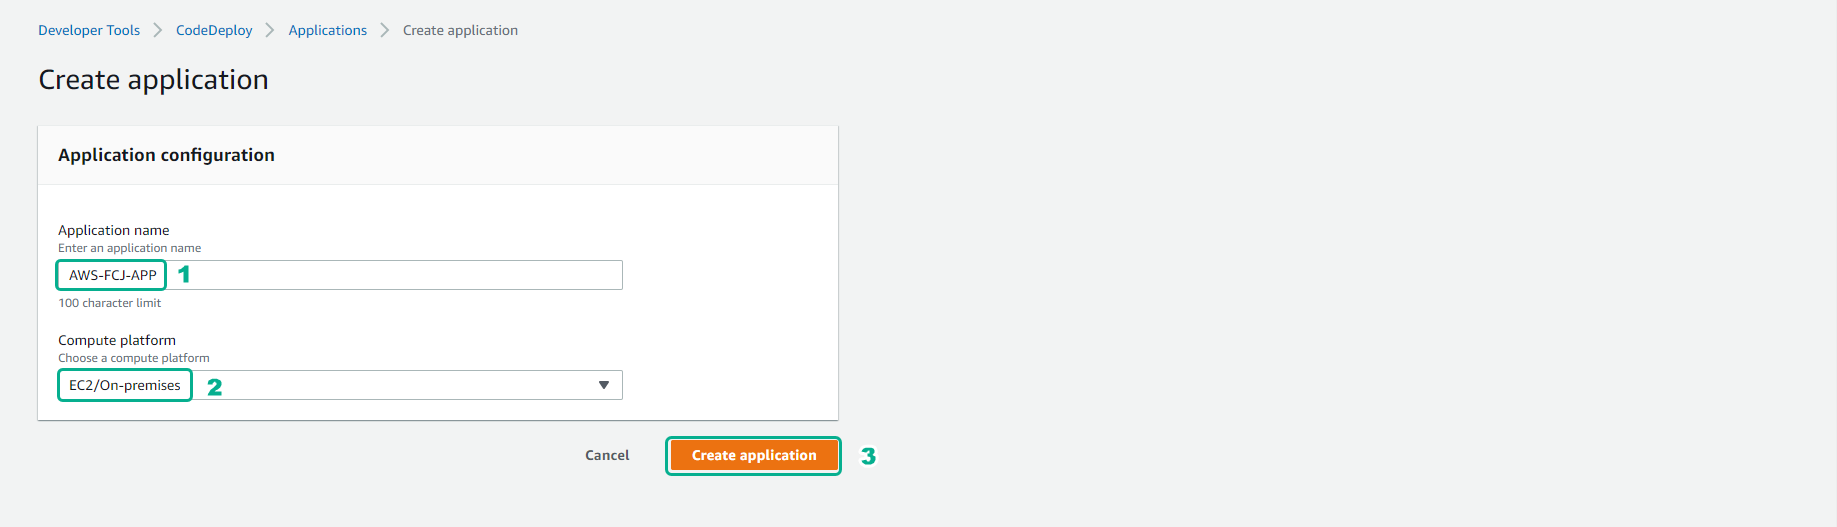 Developer Tools > CodeDeploy > Applications > Create application
Create application
Application configuration
Application name
Enter an application name
AWS-FCJ-APP 1
100 character limit
Compute platform
Choose a compute platform
EC2/On-premises 2
Cancel Create application 3